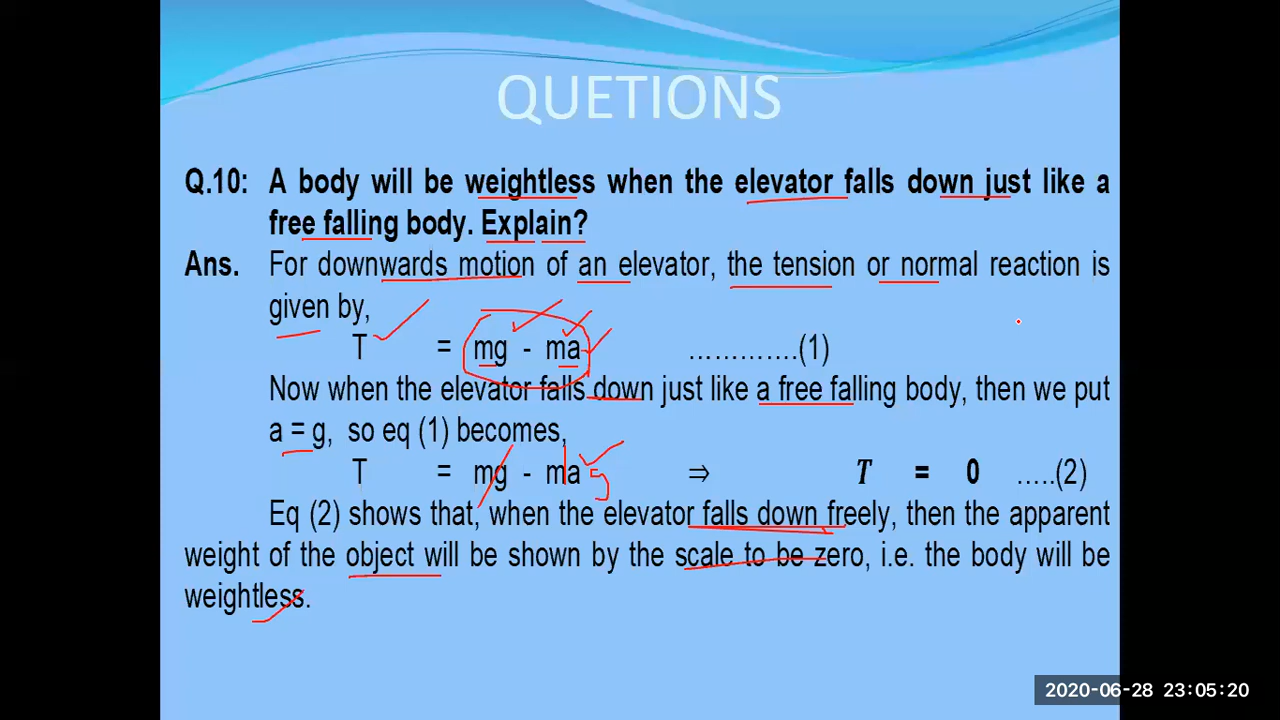 QUETIONS
Q.10: A body will be weightless when the elevator falls down just like a
free falling body. Explain?
Ans. For downwards motion of an elevator, the tension or normal reaction is
given by,
T = mg - ma ………….(1)
Now when the elevator falls down just like a free falling body, then we put
a = g, so eq (1) becomes,
T = mg - ma ⇒ T = 0 …..(2)
Eq (2) shows that, when the elevator falls down freely, then the apparent
weight of the object will be shown by the scale to be zero, i.e. the body will be
weightless.
2020-06-28 23:05:20